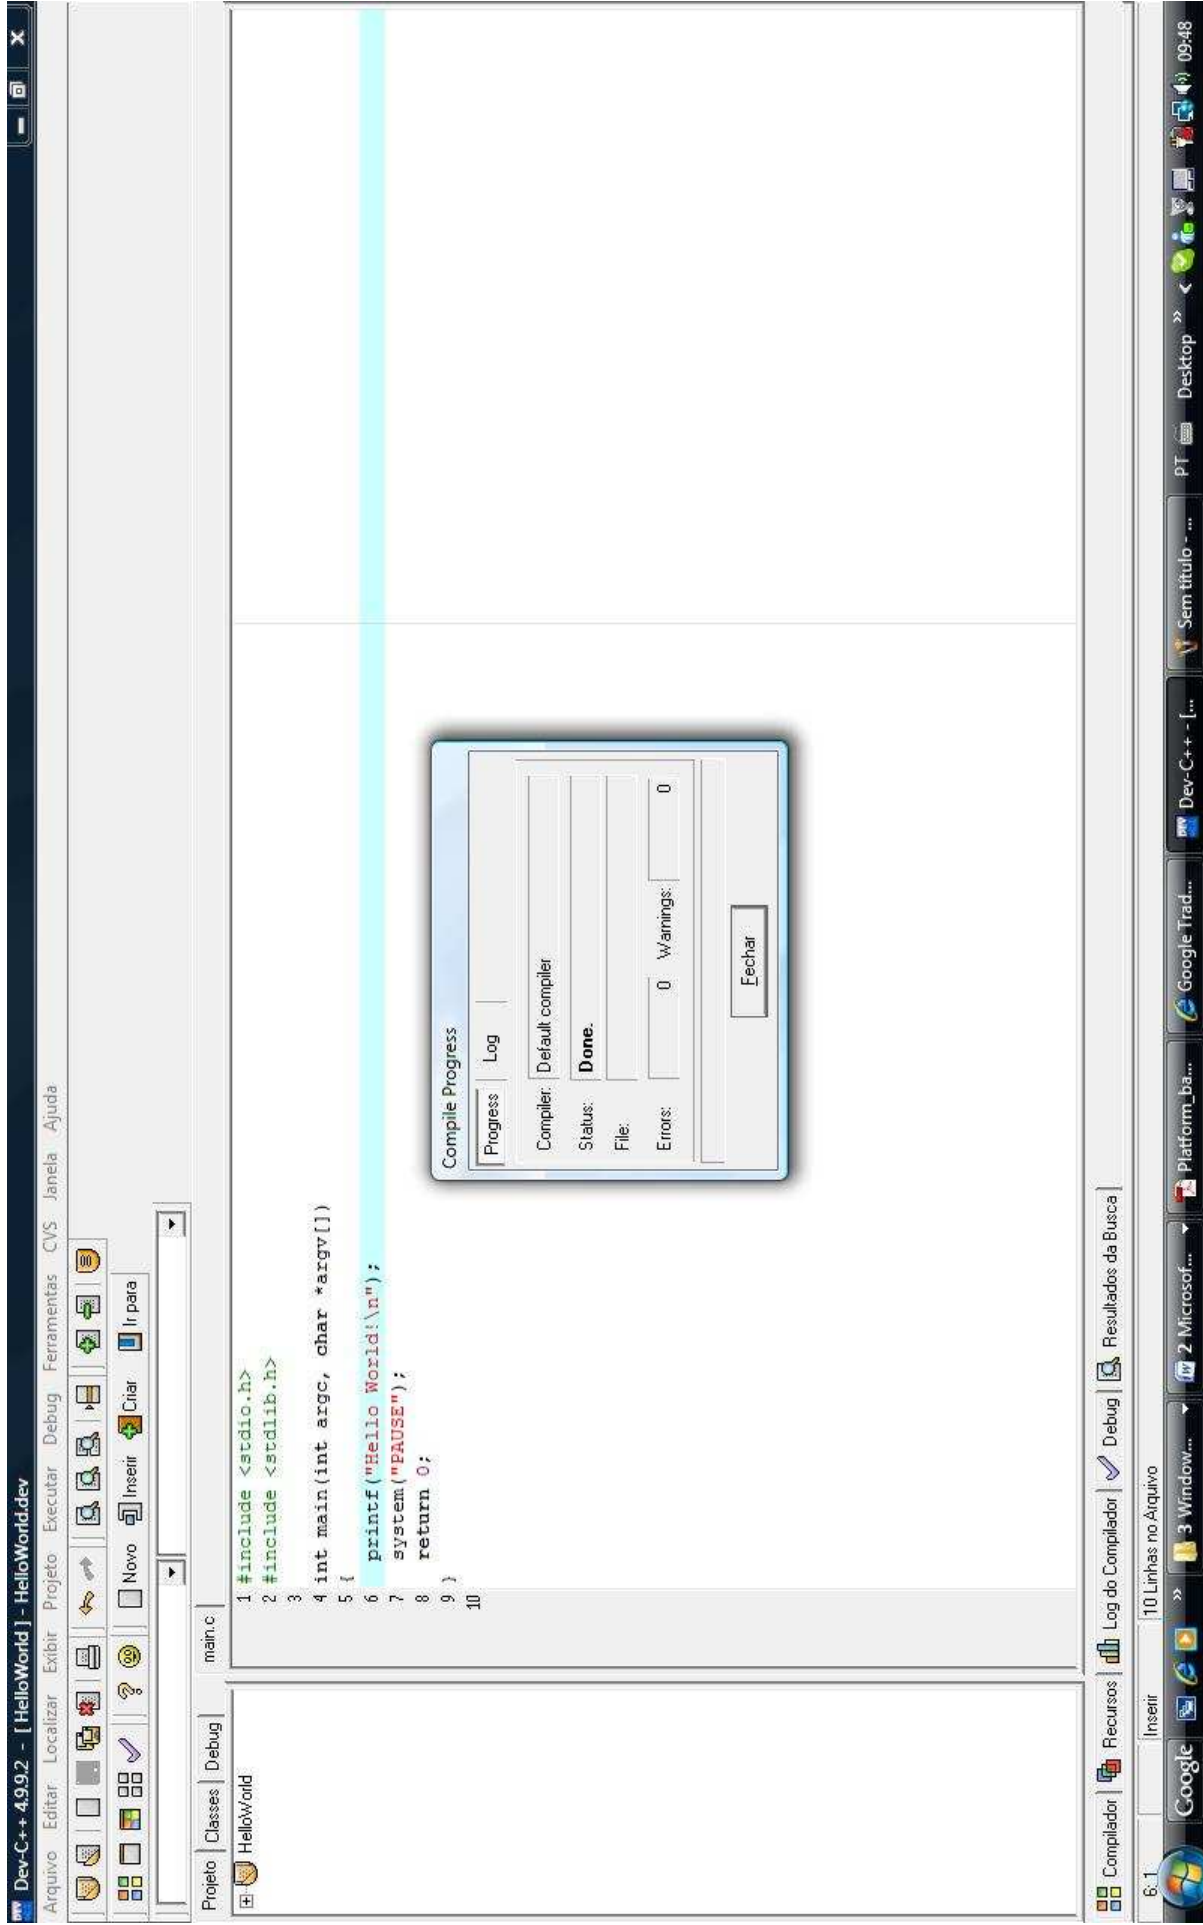 Dev-C++ 4.9.9.2 - [ HelloWorld ] - HelloWorld.dev
Arquivo Editar Localizar Exibir Projeto Executar Debug Ferramentas CVS Janela Ajuda
Novo Inserir Criar Ir para
Projeto Classes Debug
HelloWorld
main.c
1 #include <stdio.h>
2 #include <stdlib.h>
3
4 int main(int argc, char *argv[])
5 {
6 printf("Hello World!\n");
7 system("PAUSE");
8 return 0;
9 }
10
Compile Progress
Progress Log
Compiler: Default compiler
Status: Done.
File:
Errors: 0 Warnings: 0
Fechar
Compilador Recursos Log do Compilador Debug Resultados da Busca
6: 1 Inserir 10 Linhas no Arquivo
Google » 3 Window... 2 Microsof... Platform_ba... Google Trad... Dev-C++ - [... Sem título - ... PT Desktop » 09:48